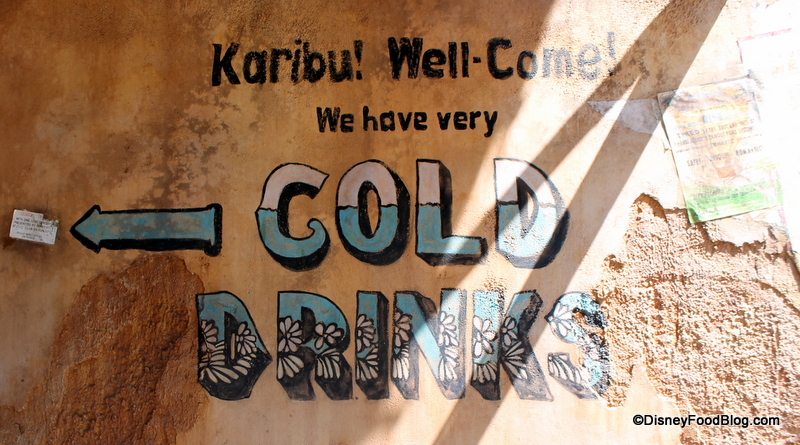 Karibu! Well-Come!
We have very
COLD
DRINKS
©DisneyFoodBlog.com